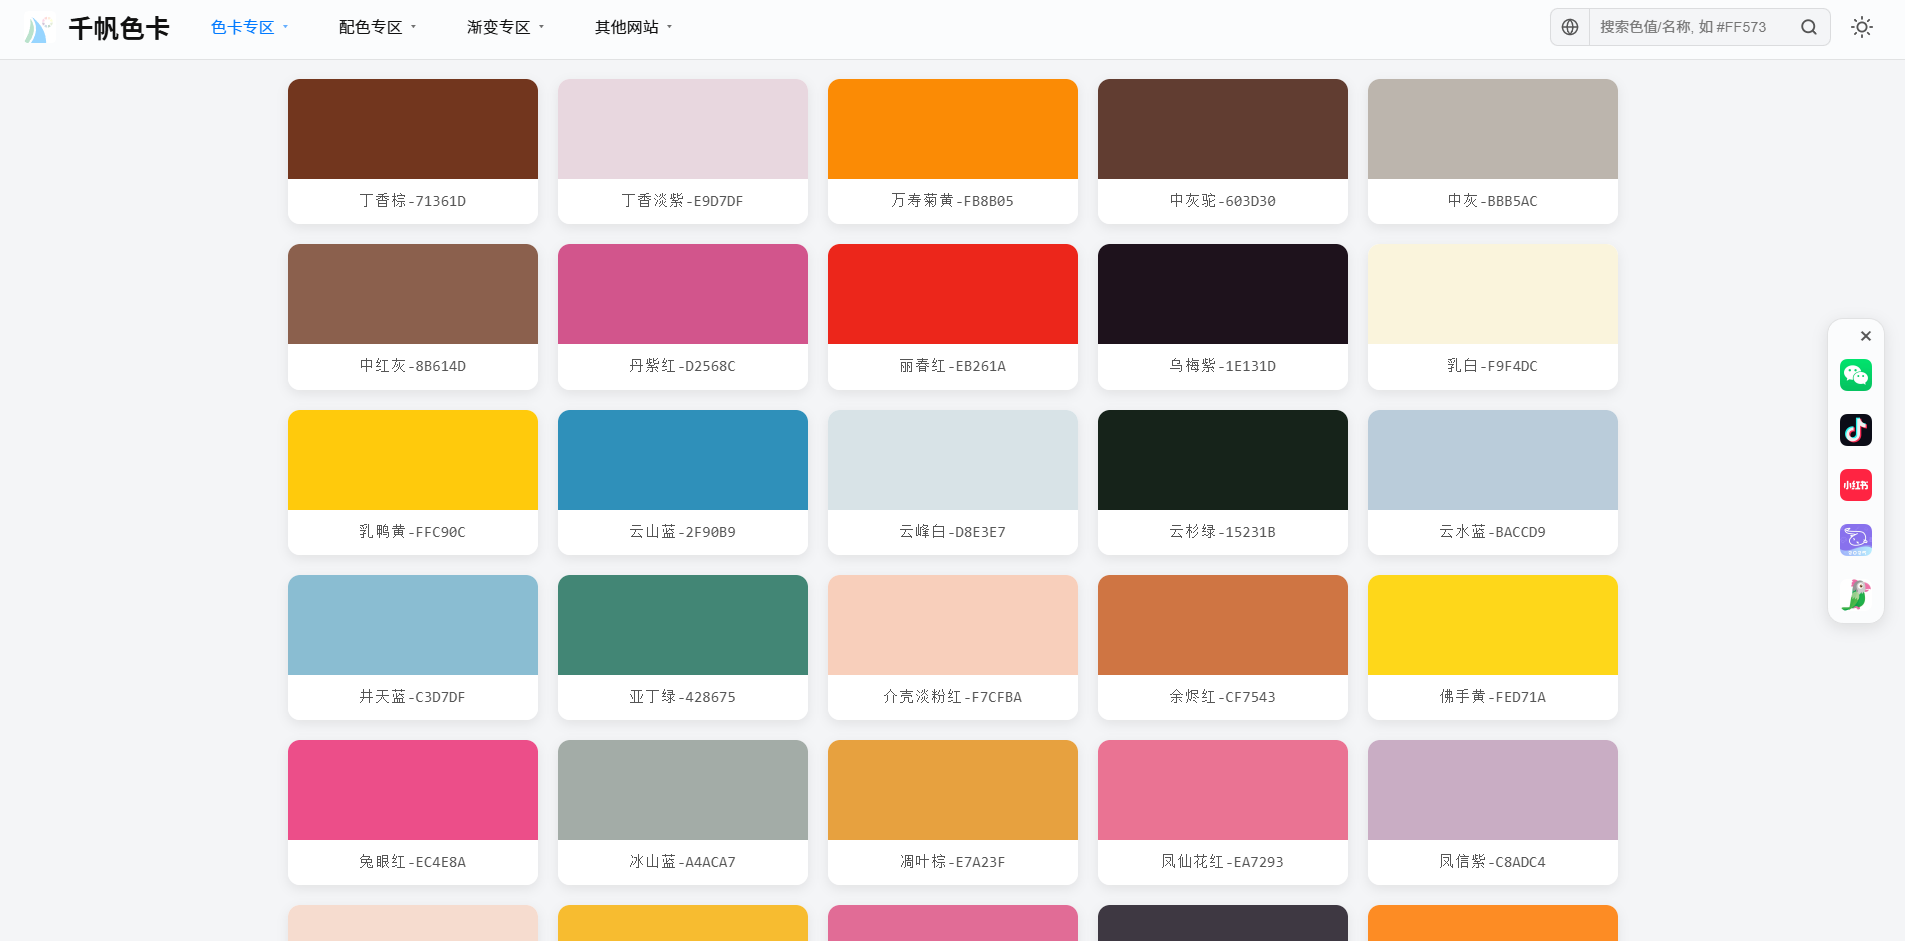 千帆色卡
色卡专区
配色专区
渐变专区
其他网站
搜索色值/名称, 如 #FF573
丁香棕-71361D
丁香淡紫-E9D7DF
万寿菊黄-FB8B05
中灰驼-603D30
中灰-BBB5AC
中红灰-8B614D
丹紫红-D2568C
丽春红-EB261A
乌梅紫-1E131D
乳白-F9F4DC
乳鸭黄-FFC90C
云山蓝-2F90B9
云峰白-D8E3E7
云杉绿-15231B
云水蓝-BACCD9
井天蓝-C3D7DF
亚丁绿-428675
介壳淡粉红-F7CFBA
余烬红-CF7543
佛手黄-FED71A
兔眼红-EC4E8A
冰山蓝-A4ACA7
凋叶棕-E7A23F
凤仙花红-EA7293
凤信紫-C8ADC4
小红书